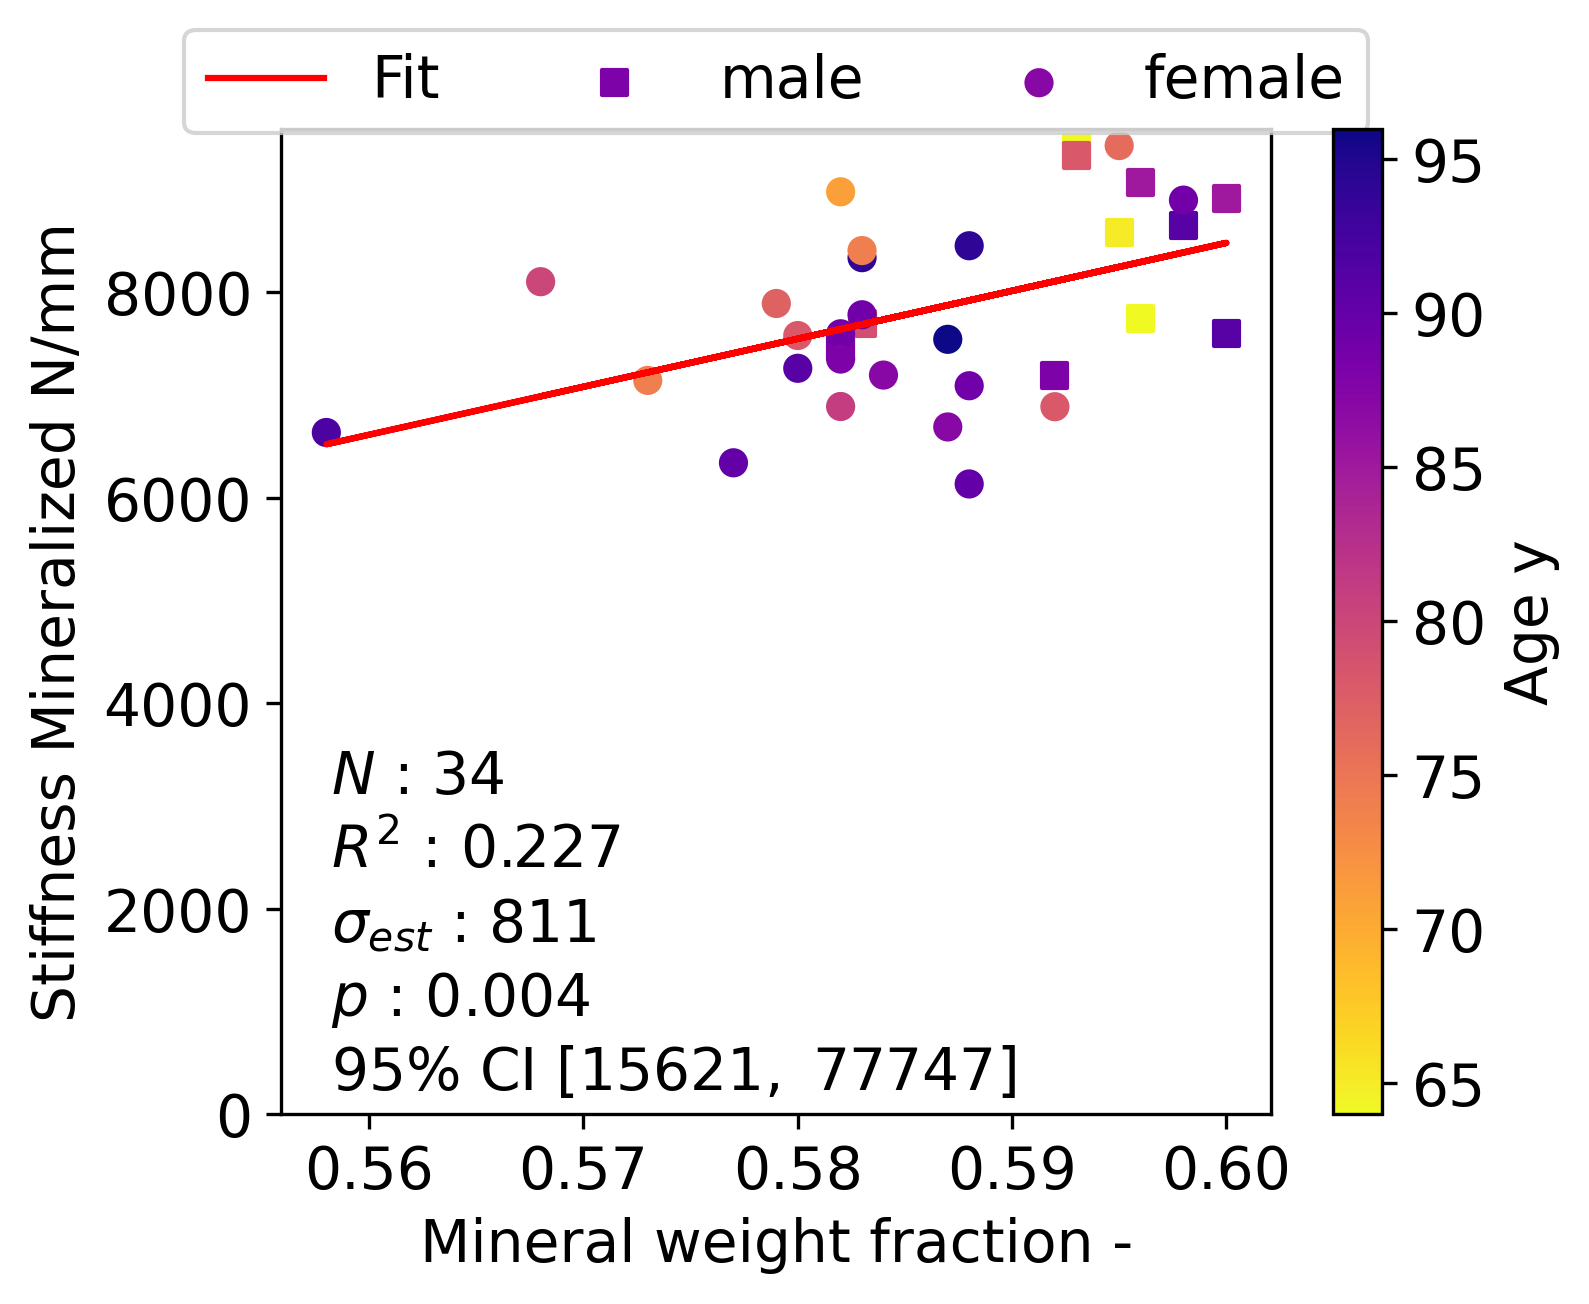 Fit male female
Stiffness Mineralized N/mm
8000
6000
4000
2000
0
N : 34
R² : 0.227
σ_est : 811
p : 0.004
95% CI [15621, 77747]
0.56 0.57 0.58 0.59 0.60
Mineral weight fraction -
95
90
85
80
75
70
65
Age y